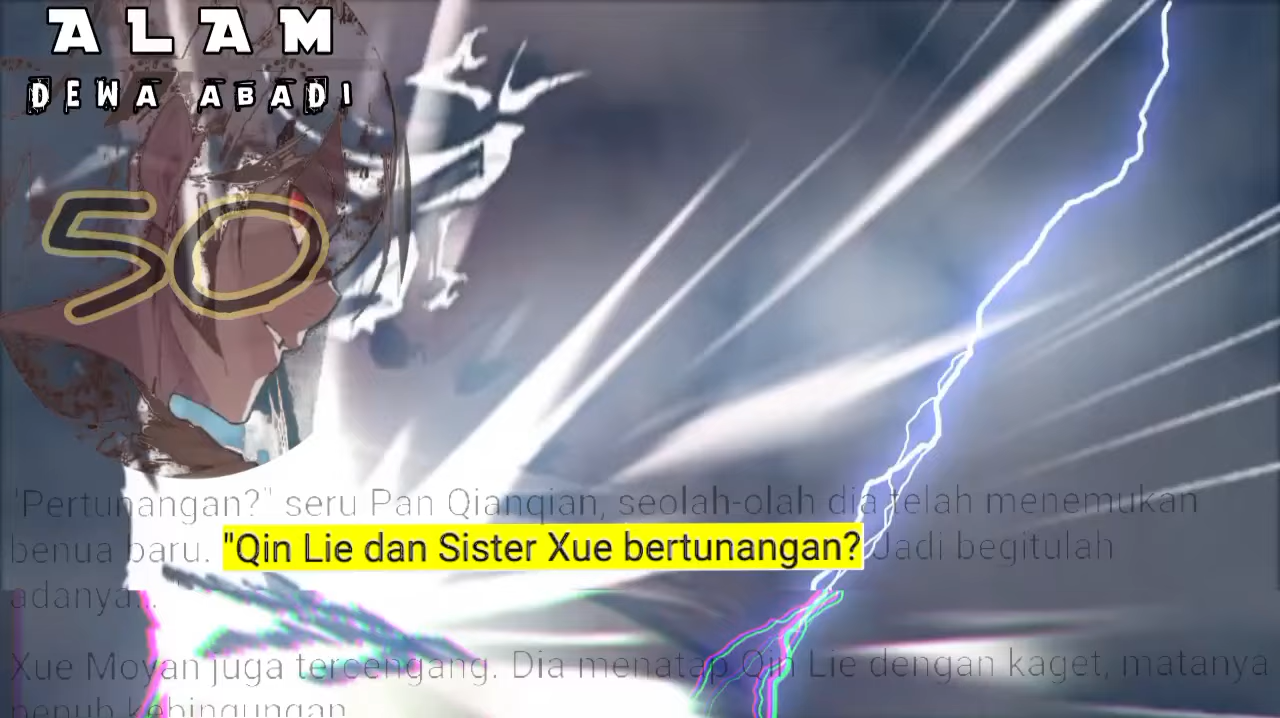 ALAM
DEWA ABADI
50
"Pertunangan?" seru Pan Qianqian, seolah-olah dia telah menemukan
benua baru. "Qin Lie dan Sister Xue bertunangan? Jadi begitulah
adanya...
Xue Moyan juga tercengang. Dia menatap Qin Lie dengan kaget, matanya
penuh kebingungan